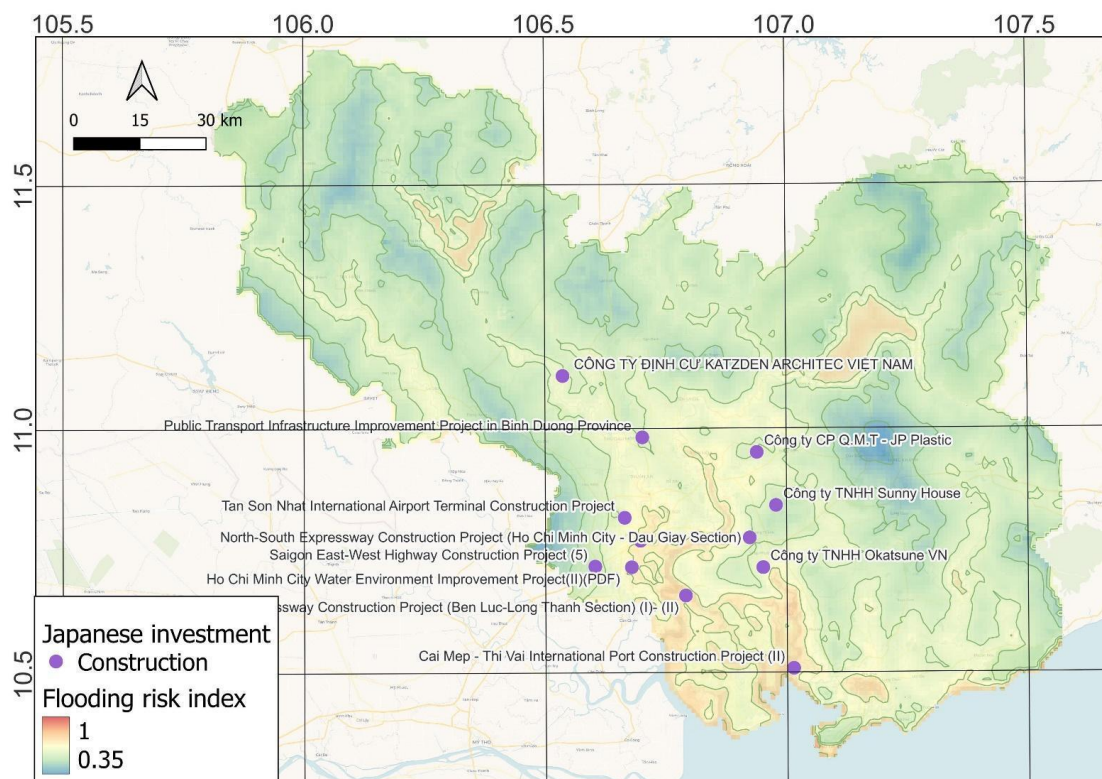 105.5
106.0
106.5
107.0
107.5
0
15
30 km
11.5
CÔNG TY ĐỊNH CƯ KATZDEN ARCHITEC VIỆT NAM
11.0
Public Transport Infrastructure Improvement Project in Binh Duong Province
Công ty CP Q.M.T - JP Plastic
Công ty TNHH Sunny House
Tan Son Nhat International Airport Terminal Construction Project
North-South Expressway Construction Project (Ho Chi Minh City - Dau Giay Section)
Saigon East-West Highway Construction Project (5)
Công ty TNHH Okatsune VN
Ho Chi Minh City Water Environment Improvement Project(II)(PDF)
Construction Project (Ben Luc-Long Thanh Section) (I)- (II)
Cai Mep - Thi Vai International Port Construction Project (II)
10.5
Japanese investment
Construction
Flooding risk index
1
0.35